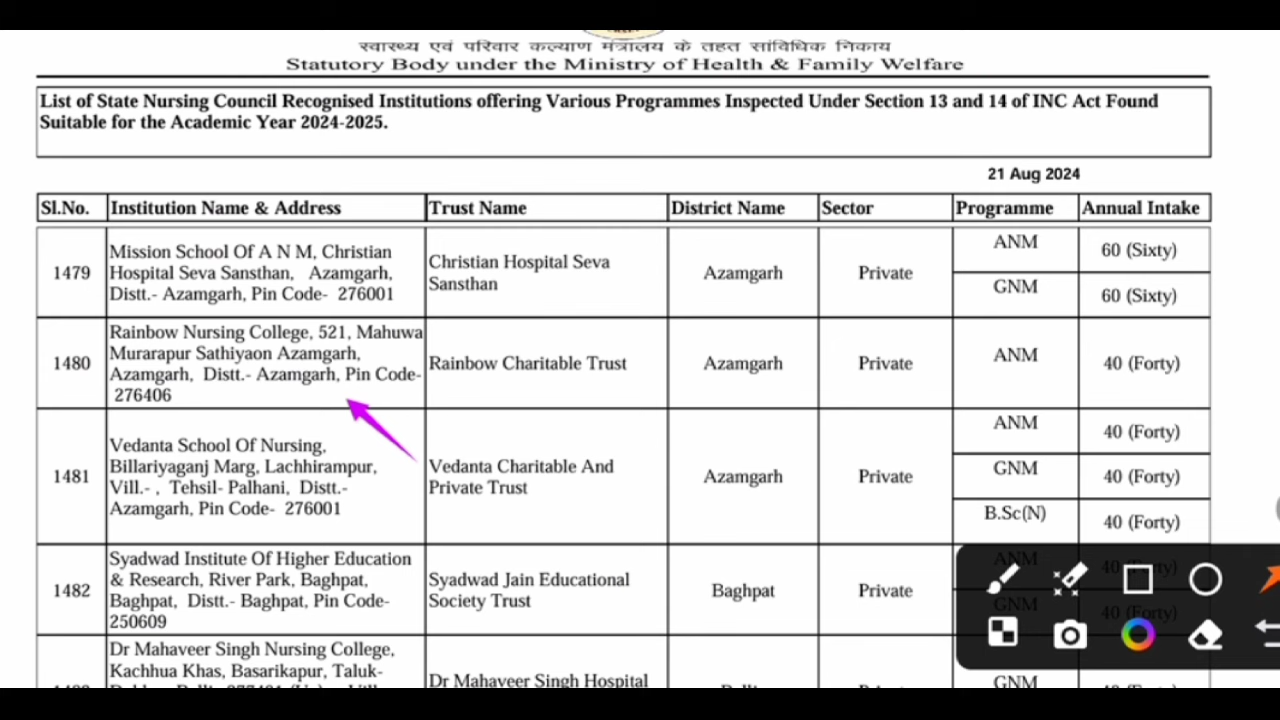 स्वास्थ्य एवं परिवार कल्याण मंत्रालय के तहत सांविधिक निकाय
Statutory Body under the Ministry of Health & Family Welfare
List of State Nursing Council Recognised Institutions offering Various Programmes Inspected Under Section 13 and 14 of INC Act Found
Suitable for the Academic Year 2024-2025.
21 Aug 2024
Sl.No. Institution Name & Address Trust Name District Name Sector Programme Annual Intake
1479
Mission School Of A N M, Christian
Hospital Seva Sansthan, Azamgarh,
Distt.- Azamgarh, Pin Code- 276001
Christian Hospital Seva
Sansthan
Azamgarh
Private
ANM 60 (Sixty)
GNM 60 (Sixty)
1480
Rainbow Nursing College, 521, Mahuwa
Murarapur Sathiyaon Azamgarh,
Azamgarh, Distt.- Azamgarh, Pin Code-
276406
Rainbow Charitable Trust
Azamgarh
Private
ANM 40 (Forty)
1481
Vedanta School Of Nursing,
Billariyaganj Marg, Lachhirampur,
Vill.- , Tehsil- Palhani, Distt.-
Azamgarh, Pin Code- 276001
Vedanta Charitable And
Private Trust
Azamgarh
Private
ANM 40 (Forty)
GNM 40 (Forty)
B.Sc(N) 40 (Forty)
1482
Syadwad Institute Of Higher Education
& Research, River Park, Baghpat,
Baghpat, Distt.- Baghpat, Pin Code-
250609
Syadwad Jain Educational
Society Trust
Baghpat
Private
ANM 40 (Forty)
GNM 40 (Forty)
Dr Mahaveer Singh Nursing College,
Kachhua Khas, Basarikapur, Taluk-
Dr Mahaveer Singh Hospital
GNM